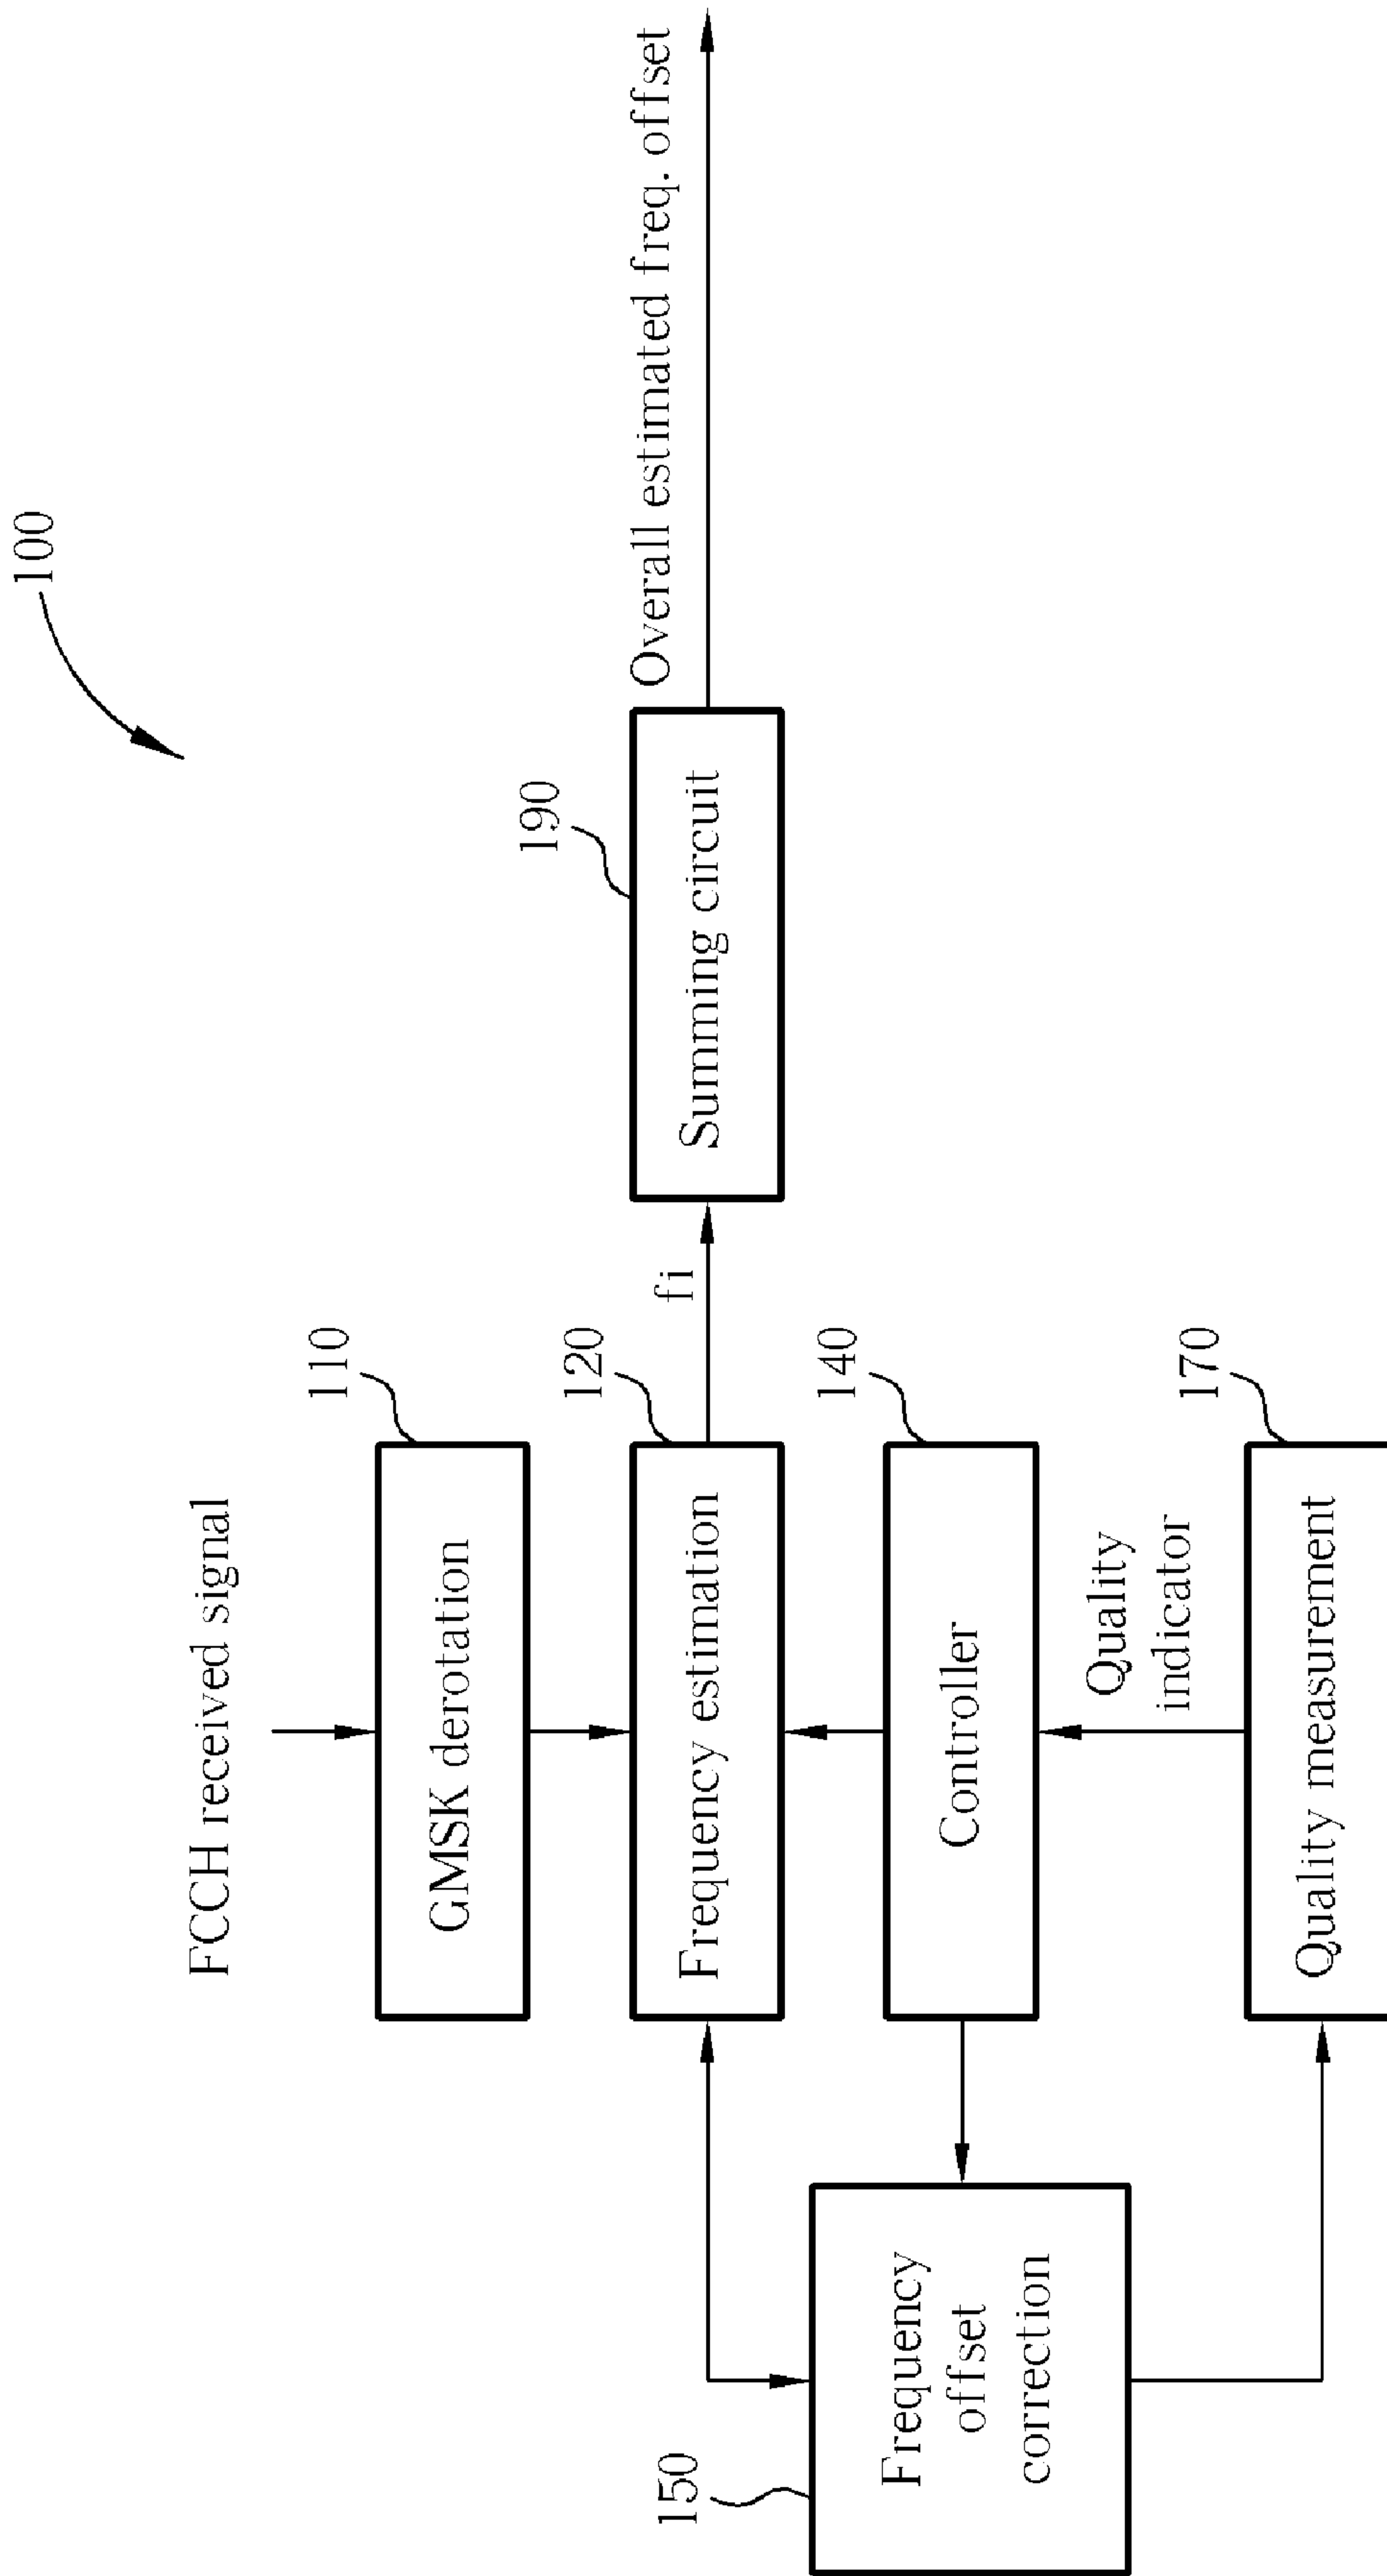 100
FCCH received signal
110
GMSK derotation
120
Frequency estimation
fi
190
Summing circuit
Overall estimated freq. offset
140
Controller
150
Frequency
offset
correction
Quality
indicator
170
Quality measurement